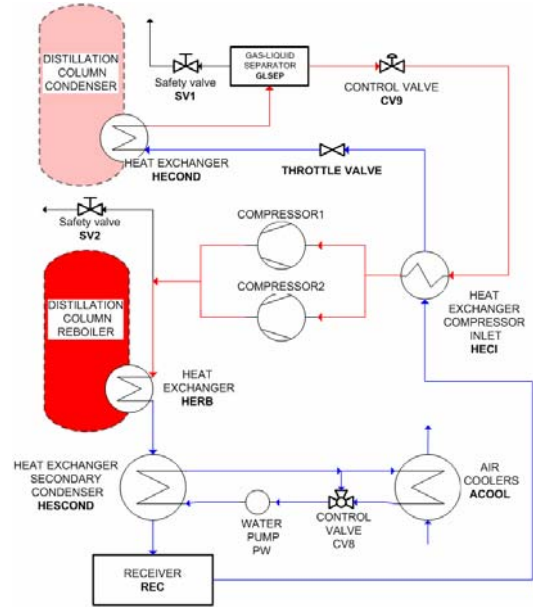 DISTILLATION
COLUMN
CONDENSER
Safety valve
SV1
GAS-LIQUID
SEPARATOR
GLSEP
CONTROL VALVE
CV9
HEAT EXCHANGER
HECOND
THROTTLE VALVE
Safety valve
SV2
COMPRESSOR1
COMPRESSOR2
DISTILLATION
COLUMN
REBOILER
HEAT
EXCHANGER
COMPRESSOR
INLET
HECI
HEAT
EXCHANGER
HERB
HEAT EXCHANGER
SECONDARY
CONDENSER
HESCOND
WATER
PUMP
PW
CONTROL
VALVE
CV8
AIR
COOLERS
ACOOL
RECEIVER
REC